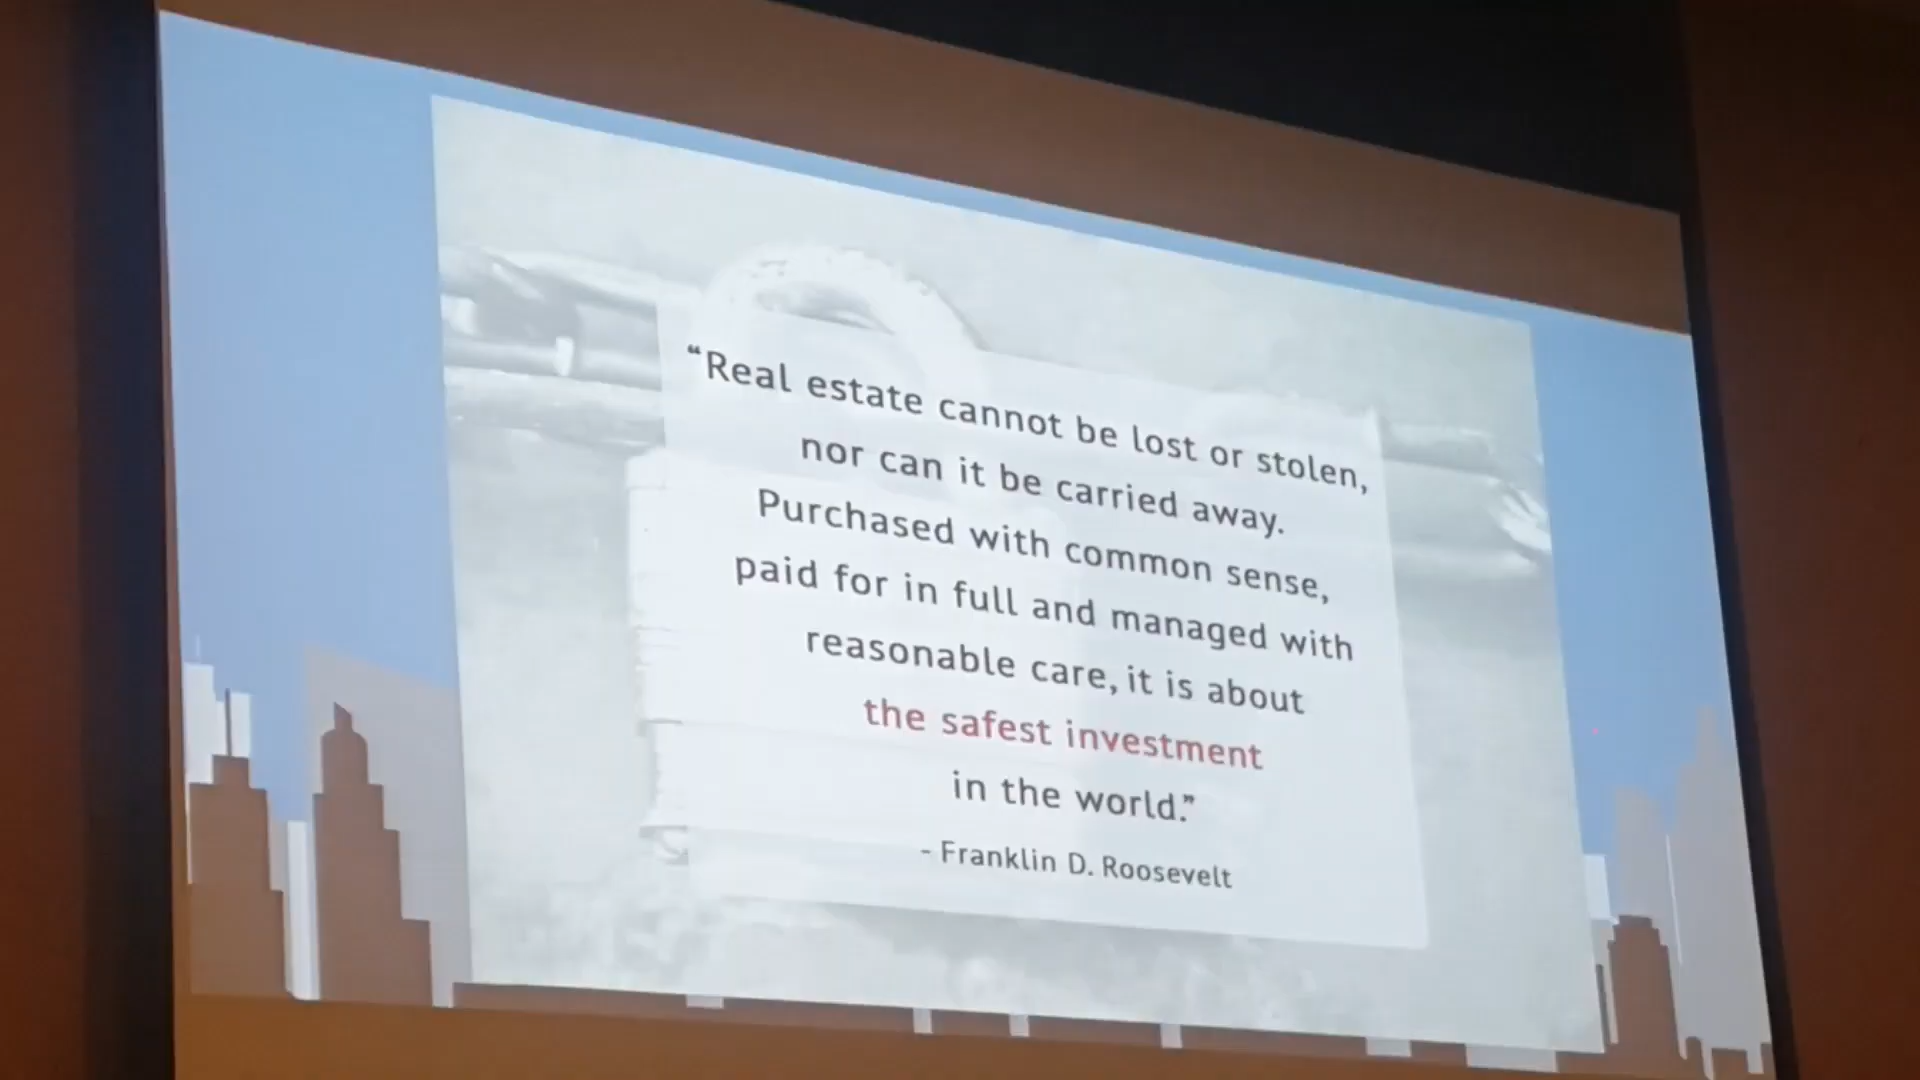 “Real estate cannot be lost or stolen,
nor can it be carried away.
Purchased with common sense,
paid for in full and managed with
reasonable care, it is about
the safest investment
in the world.”
- Franklin D. Roosevelt